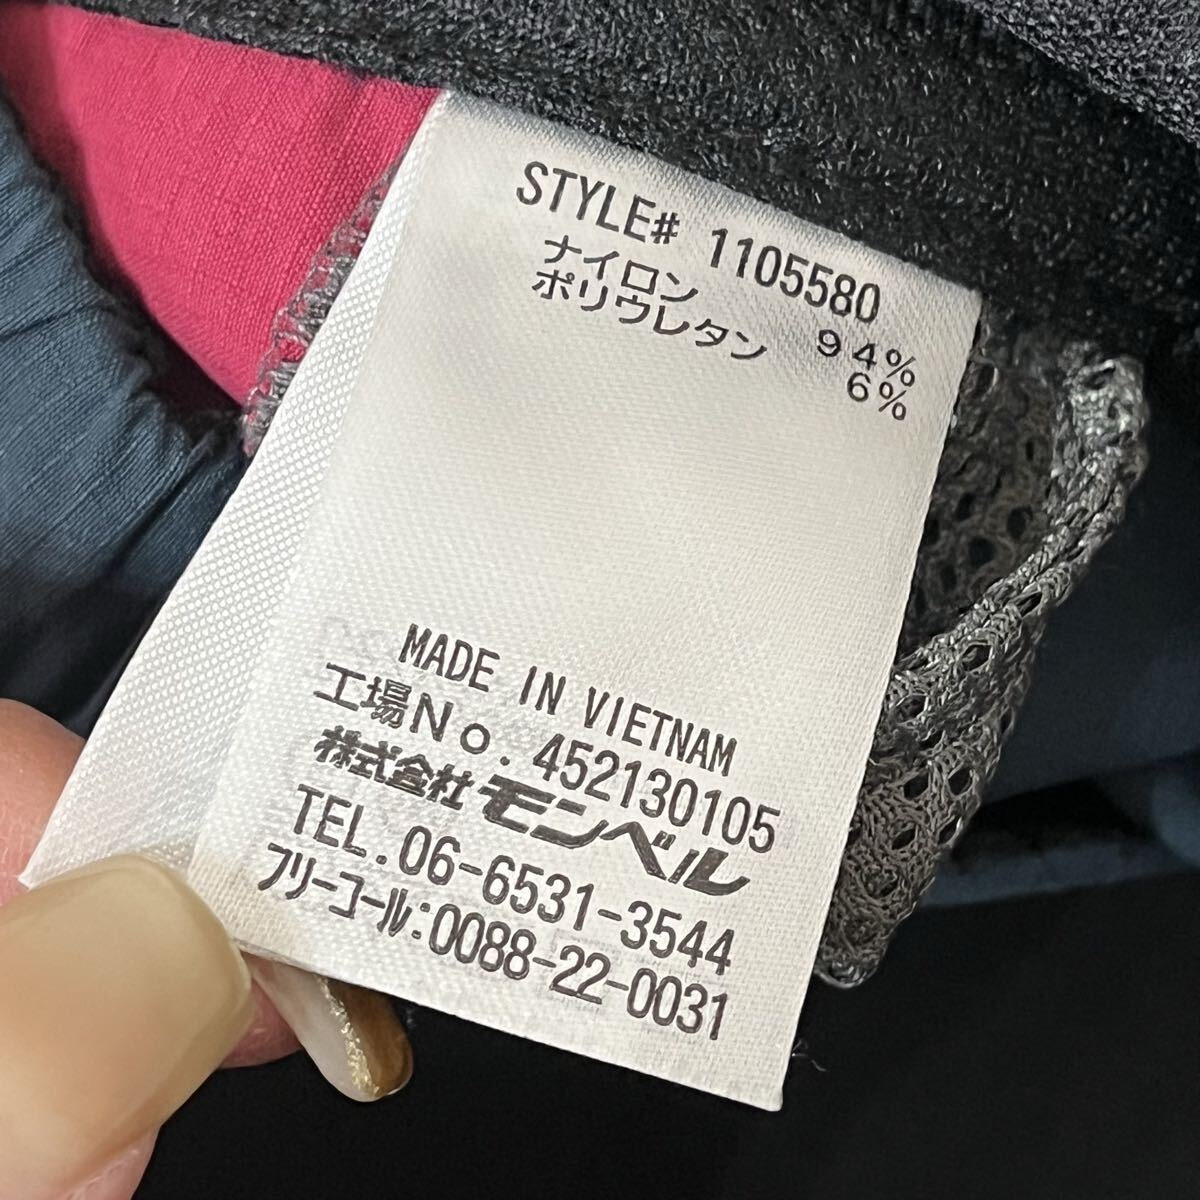 STYLE# 1105580
ナイロン 94%
ポリウレタン 6%
MADE IN VIETNAM
工場No.452130105
株式会社モンベル
TEL.06-6531-3544
フリーコール:0088-22-0031